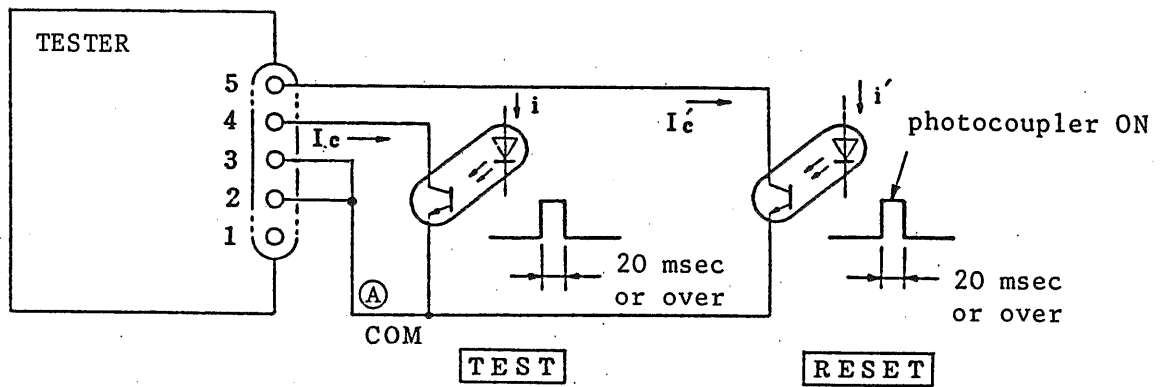 TESTER
5
4
3
2
1
Ic
i
I'c
i'
photocoupler ON
20 msec
or over
20 msec
or over
A
COM
TEST
RESET